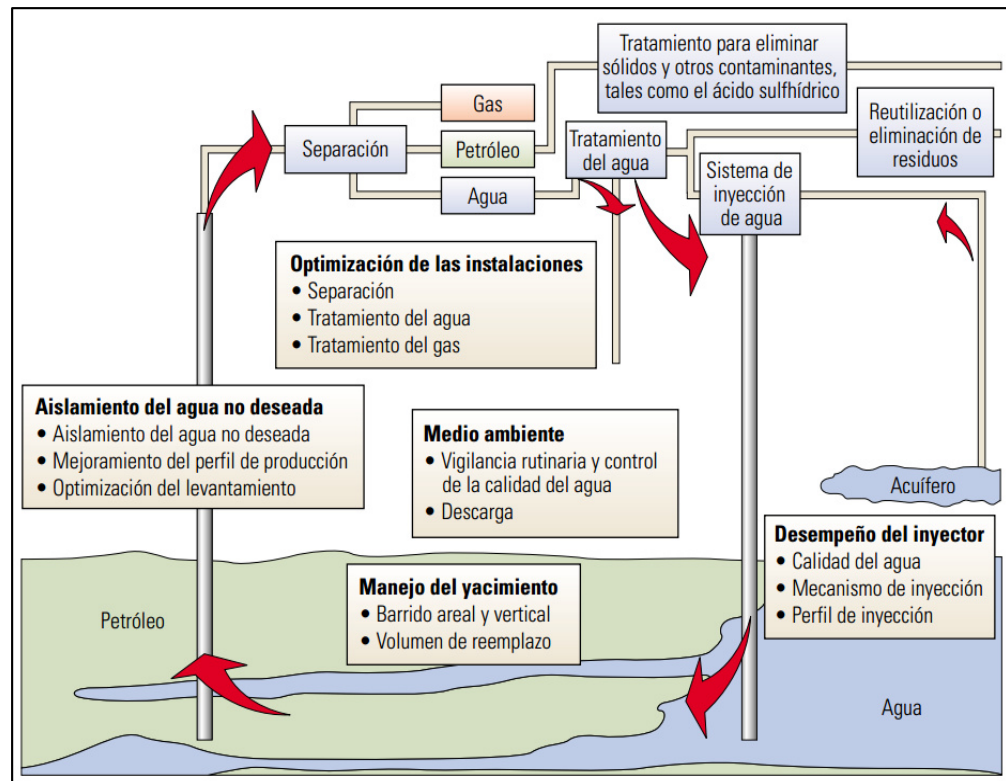 Tratamiento para eliminar
sólidos y otros contaminantes,
tales como el ácido sulfhídrico
Gas
Reutilización o
eliminación de
residuos
Separación
Petróleo
Tratamiento
del agua
Agua
Sistema de
inyección
de agua
Optimización de las instalaciones
• Separación
• Tratamiento del agua
• Tratamiento del gas
Aislamiento del agua no deseada
• Aislamiento del agua no deseada
• Mejoramiento del perfil de producción
• Optimización del levantamiento
Medio ambiente
• Vigilancia rutinaria y control
de la calidad del agua
• Descarga
Acuífero
Desempeño del inyector
• Calidad del agua
• Mecanismo de inyección
• Perfil de inyección
Manejo del yacimiento
• Barrido areal y vertical
• Volumen de reemplazo
Petróleo
Agua